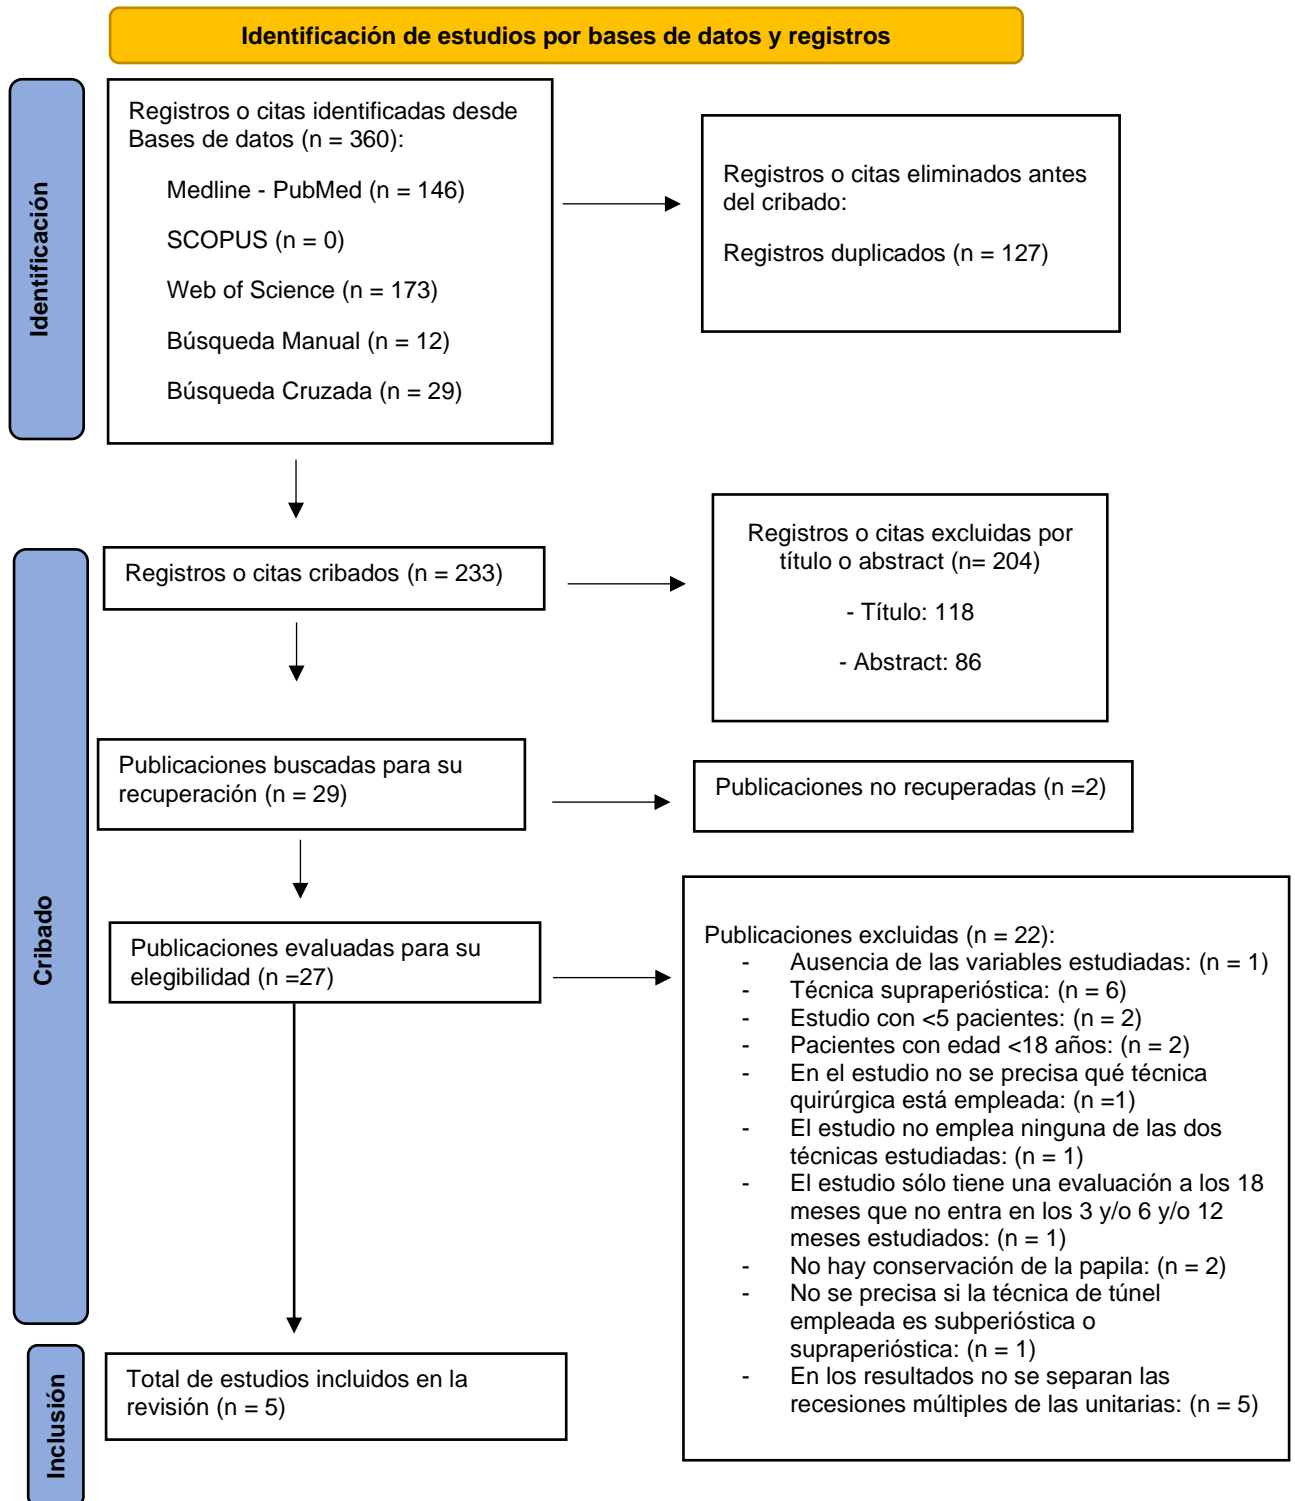 Identificación de estudios por bases de datos y registros
Identificación
Registros o citas identificadas desde
Bases de datos (n = 360):
Medline - PubMed (n = 146)
SCOPUS (n = 0)
Web of Science (n = 173)
Búsqueda Manual (n = 12)
Búsqueda Cruzada (n = 29)
Registros o citas eliminados antes
del cribado:
Registros duplicados (n = 127)
Cribado
Registros o citas cribados (n = 233)
Registros o citas excluidas por
título o abstract (n= 204)
- Título: 118
- Abstract: 86
Publicaciones buscadas para su
recuperación (n = 29)
Publicaciones no recuperadas (n =2)
Publicaciones evaluadas para su
elegibilidad (n =27)
Publicaciones excluidas (n = 22):
- Ausencia de las variables estudiadas: (n = 1)
- Técnica supraperióstica: (n = 6)
- Estudio con <5 pacientes: (n = 2)
- Pacientes con edad <18 años: (n = 2)
- En el estudio no se precisa qué técnica
quirúrgica está empleada: (n =1)
- El estudio no emplea ninguna de las dos
técnicas estudiadas: (n = 1)
- El estudio sólo tiene una evaluación a los 18
meses que no entra en los 3 y/o 6 y/o 12
meses estudiados: (n = 1)
- No hay conservación de la papila: (n = 2)
- No se precisa si la técnica de túnel
empleada es subperióstica o
supraperióstica: (n = 1)
- En los resultados no se separan las
recesiones múltiples de las unitarias: (n = 5)
Inclusión
Total de estudios incluidos en la
revisión (n = 5)